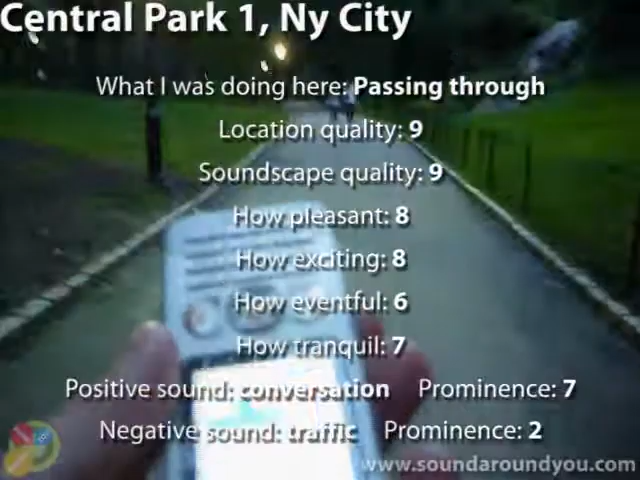 Central Park 1, Ny City
What I was doing here: Passing through
Location quality: 9
Soundscape quality: 9
How pleasant: 8
How exciting: 8
How eventful: 6
How tranquil: 7
Positive sound: conversation Prominence: 7
Negative sound: traffic Prominence: 2
www.soundaroundyou.com